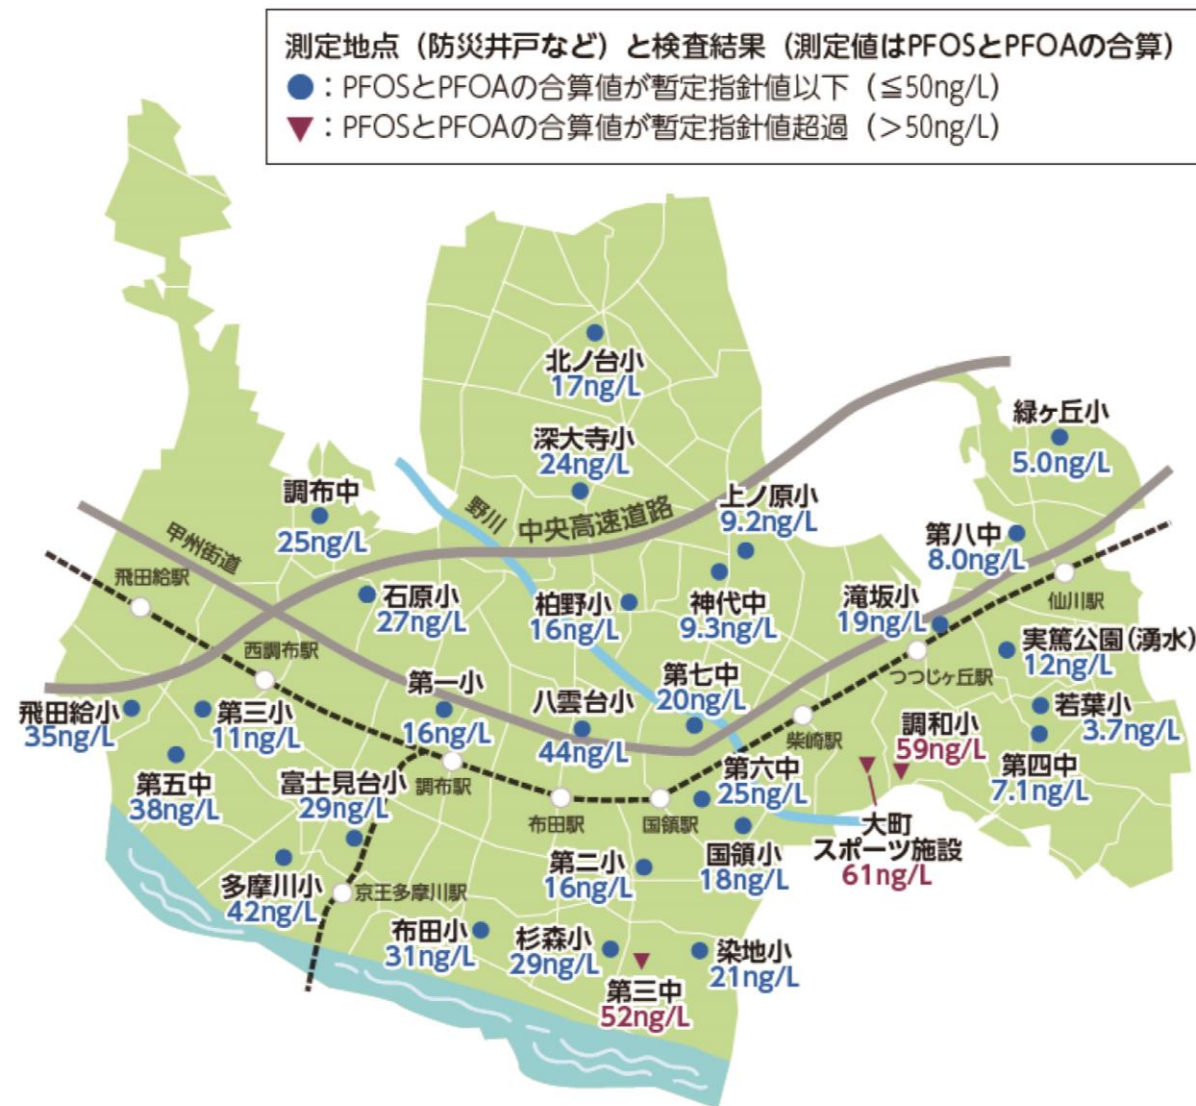 測定地点（防災井戸など）と検査結果（測定値はPFOSとPFOAの合算）
●：PFOSとPFOAの合算値が暫定指針値以下（≦50ng/L）
▼：PFOSとPFOAの合算値が暫定指針値超過（＞50ng/L）
北ノ台小
17ng/L
深大寺小
24ng/L
緑ヶ丘小
5.0ng/L
調布中
25ng/L
野川
中央高速道路
上ノ原小
9.2ng/L
第八中
8.0ng/L
甲州街道
飛田給駅
石原小
27ng/L
柏野小
16ng/L
神代中
9.3ng/L
滝坂小
19ng/L
仙川駅
実篤公園（湧水）
12ng/L
西調布駅
つつじヶ丘駅
第一小
16ng/L
八雲台小
44ng/L
第七中
20ng/L
飛田給小
35ng/L
第三小
11ng/L
柴崎駅
調和小
59ng/L
若葉小
3.7ng/L
第五中
38ng/L
富士見台小
29ng/L
調布駅
布田駅
国領駅
第六中
25ng/L
第四中
7.1ng/L
大町
スポーツ施設
61ng/L
多摩川小
42ng/L
京王多摩川駅
第二小
16ng/L
国領小
18ng/L
布田小
31ng/L
杉森小
29ng/L
染地小
21ng/L
第三中
52ng/L